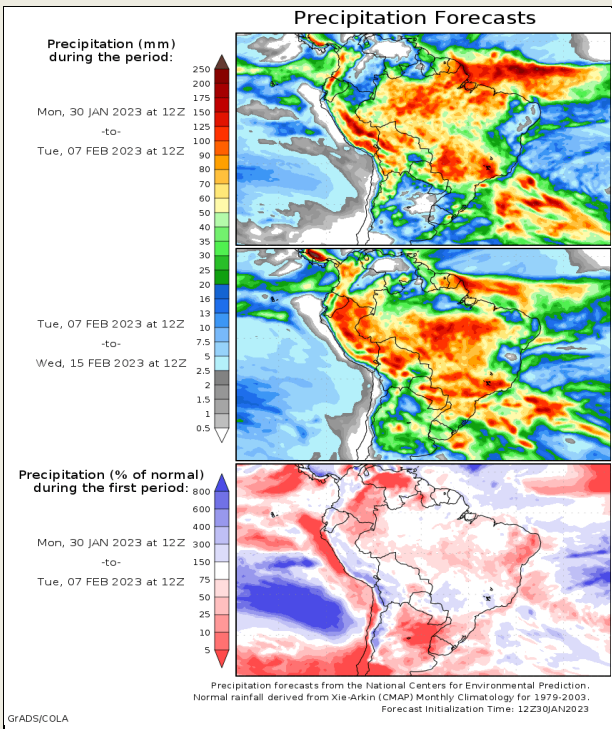 Precipitation Forecasts
Precipitation (mm)
during the period:
Mon, 30 JAN 2023 at 12Z
-to-
Tue, 07 FEB 2023 at 12Z
250
200
175
150
125
100
90
80
70
60
50
40
35
30
25
20
16
13
10
7.5
5
2.5
2
1.5
1
0.5
Tue, 07 FEB 2023 at 12Z
-to-
Wed, 15 FEB 2023 at 12Z
Precipitation (% of normal)
during the first period:
Mon, 30 JAN 2023 at 12Z
-to-
Tue, 07 FEB 2023 at 12Z
800
600
400
300
150
75
50
25
10
5
Precipitation forecasts from the National Centers for Environmental Prediction.
Normal rainfall derived from Xie-Arkin (CMAP) Monthly Climatology for 1979-2003.
Forecast Initialization Time: 12Z30JAN2023
GrADS/COLA